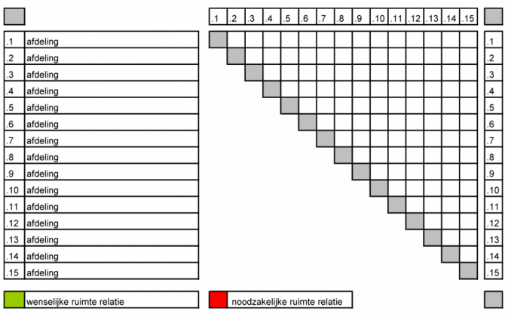 .1 .2 .3 .4 .5 .6 .7 .8 .9 .10 .11 .12 .13 .14 .15
.1 afdeling .1
.2 afdeling .2
.3 afdeling .3
.4 afdeling .4
.5 afdeling .5
.6 afdeling .6
.7 afdeling .7
.8 afdeling .8
.9 afdeling .9
.10 afdeling .10
.11 afdeling .11
.12 afdeling .12
.13 afdeling .13
.14 afdeling .14
.15 afdeling .15
wenselijke ruimte relatie noodzakelijke ruimte relatie